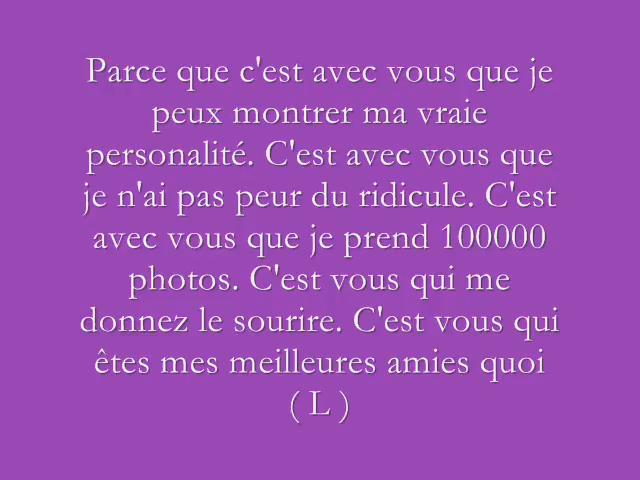 Parce que c'est avec vous que je
peux montrer ma vraie
personalité. C'est avec vous que
je n'ai pas peur du ridicule. C'est
avec vous que je prend 100000
photos. C'est vous qui me
donnez le sourire. C'est vous qui
êtes mes meilleures amies quoi
( L )